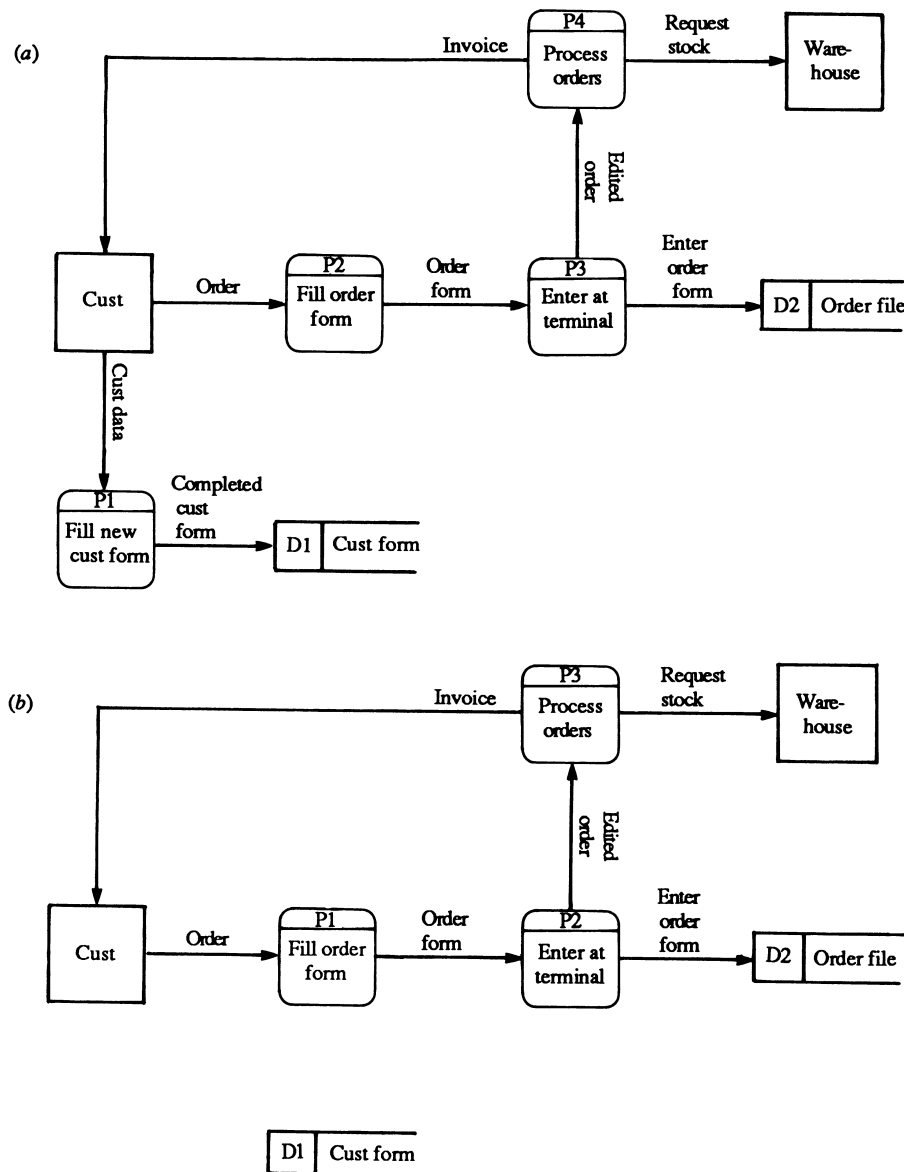 (a)
Invoice
P4
Process
orders
Request
stock
Ware-
house
Edited
order
Cust
Order
P2
Fill order
form
Order
form
P3
Enter at
terminal
Enter
order
form
D2
Order file
Cust data
P1
Fill new
cust form
Completed
cust
form
D1
Cust form
(b)
Invoice
P3
Process
orders
Request
stock
Ware-
house
Edited
order
Cust
Order
P1
Fill order
form
Order
form
P2
Enter at
terminal
Enter
order
form
D2
Order file
D1
Cust form